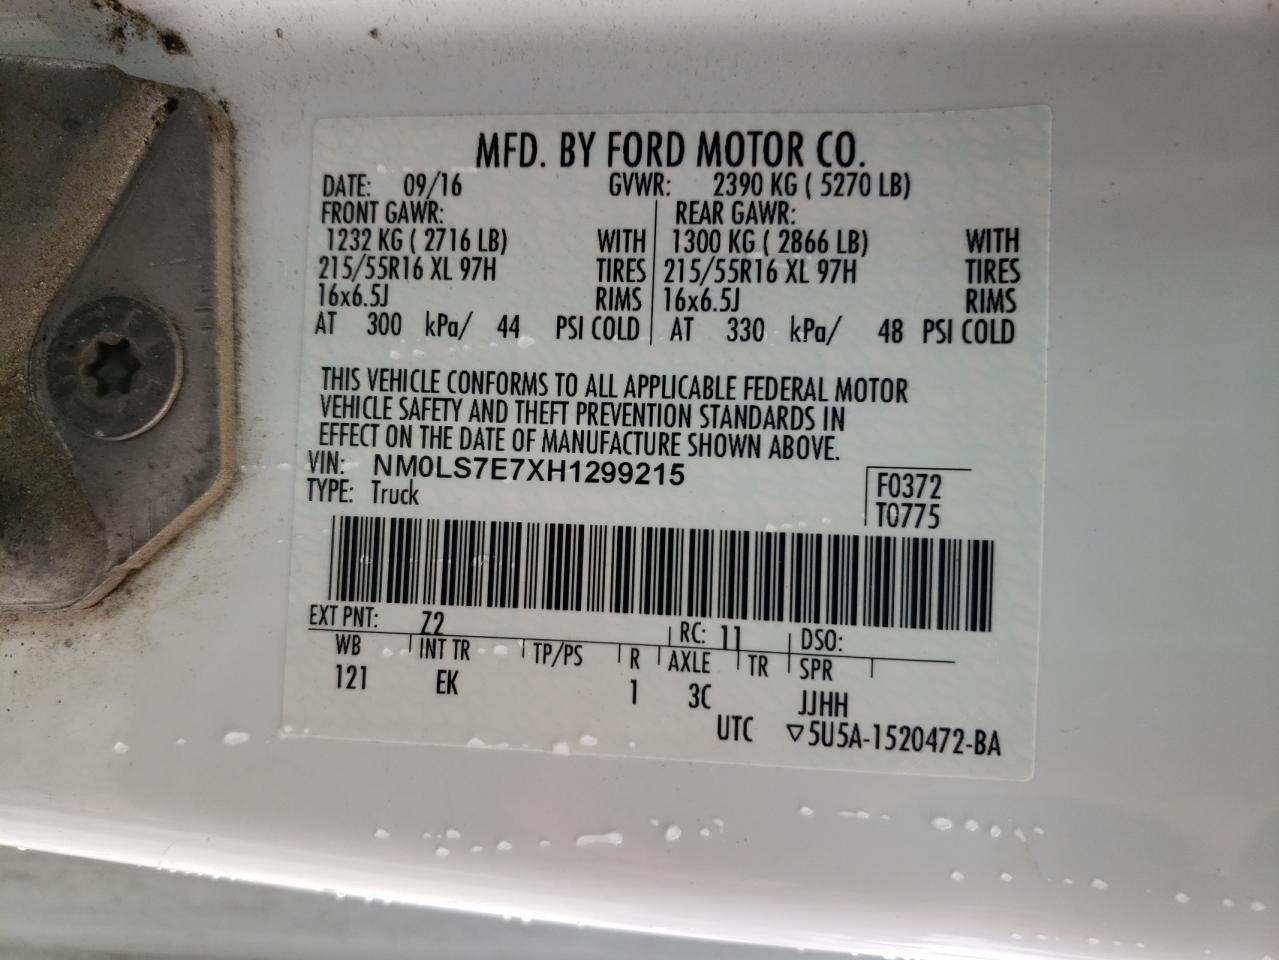 MFD. BY FORD MOTOR CO.
DATE: 09/16 GVWR: 2390 KG ( 5270 LB)
FRONT GAWR: REAR GAWR:
1232 KG ( 2716 LB) WITH 1300 KG ( 2866 LB) WITH
215/55R16 XL 97H TIRES 215/55R16 XL 97H TIRES
16x6.5J RIMS 16x6.5J RIMS
AT 300 kPa/ 44 PSI COLD AT 330 kPa/ 48 PSI COLD
THIS VEHICLE CONFORMS TO ALL APPLICABLE FEDERAL MOTOR
VEHICLE SAFETY AND THEFT PREVENTION STANDARDS IN
EFFECT ON THE DATE OF MANUFACTURE SHOWN ABOVE.
VIN: NM0LS7E7XH1299215
TYPE: Truck
F0372
T0775
EXT PNT: Z2 RC: 11 DSO:
WB INT TR TP/PS R AXLE TR SPR
121 EK 1 3C JJHH
UTC ▽5U5A-1520472-BA